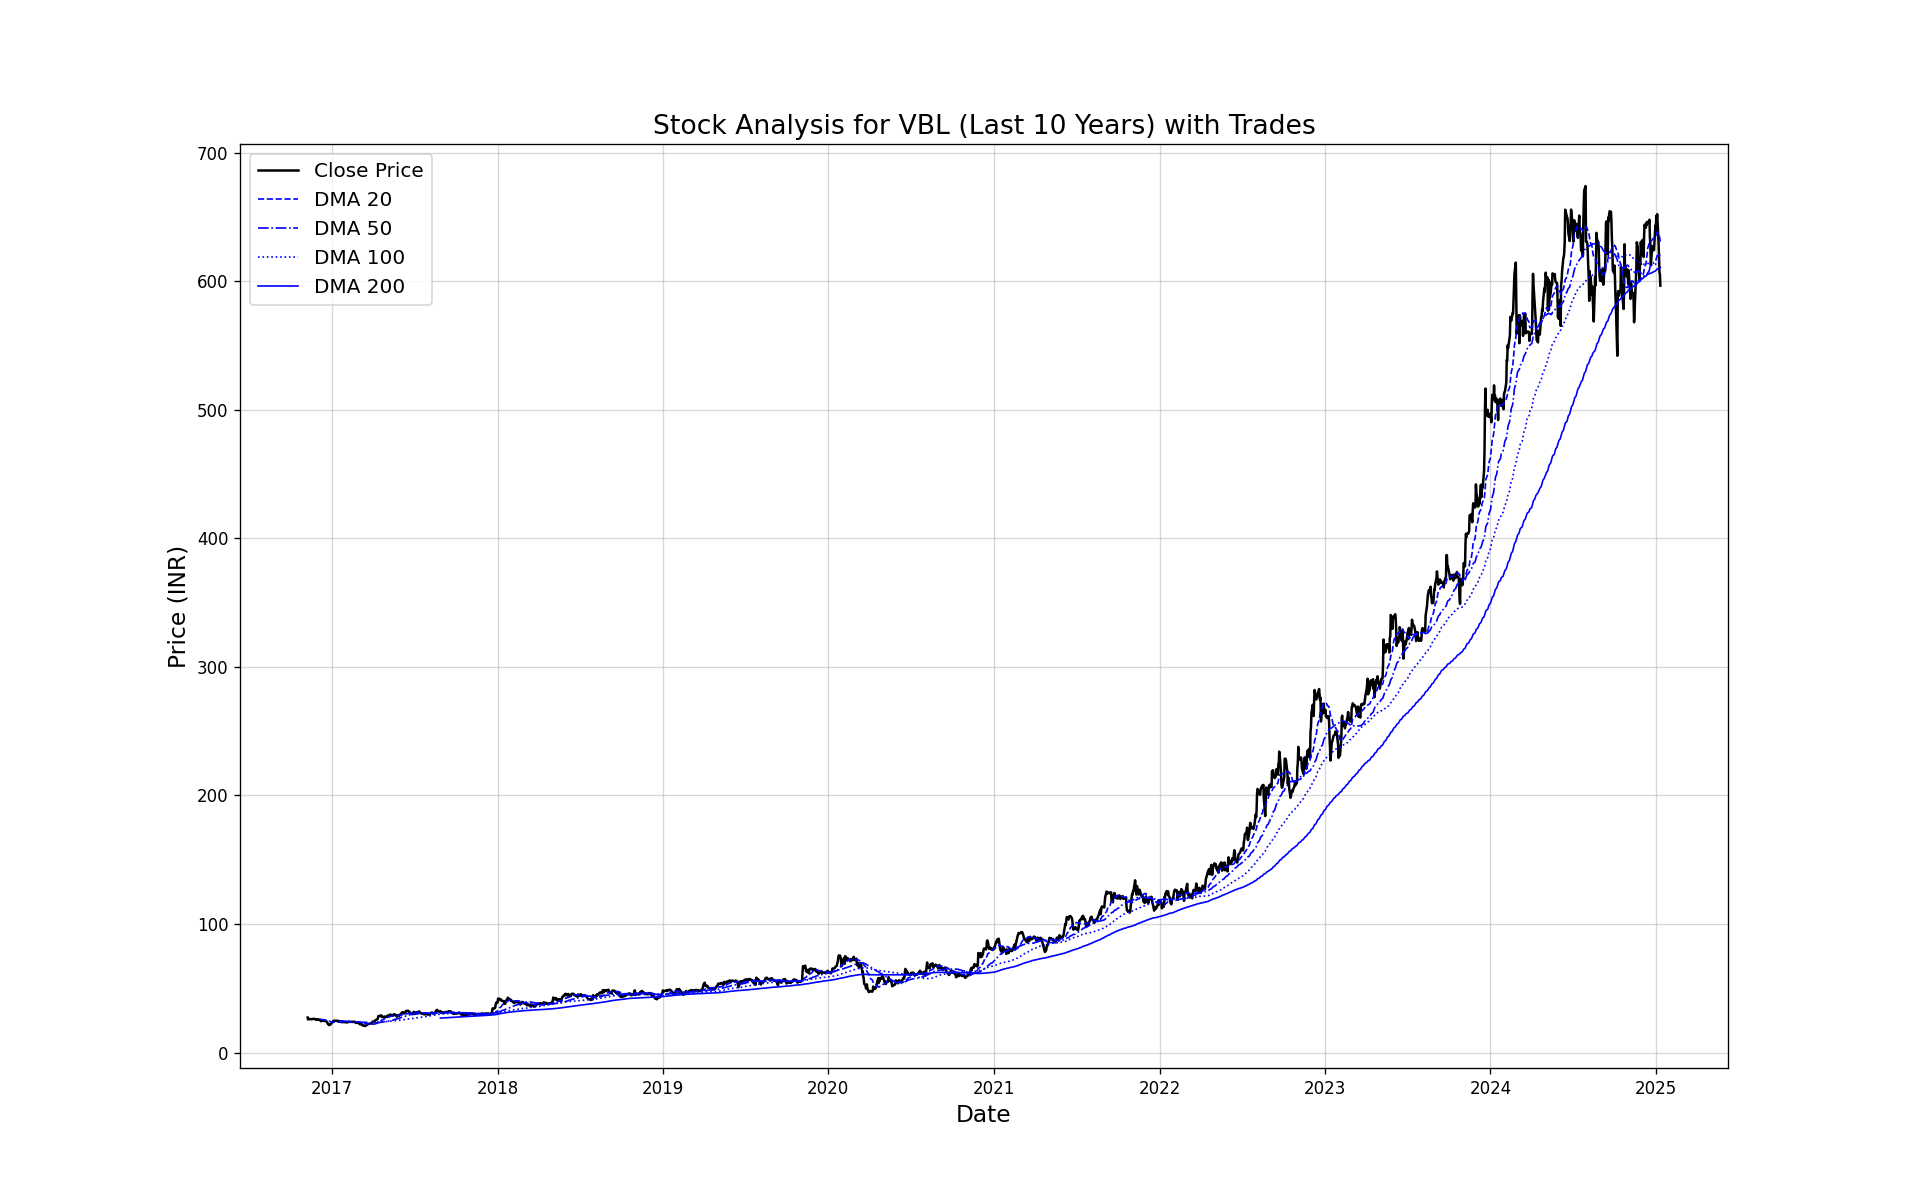 Stock Analysis for VBL (Last 10 Years) with Trades
700
600
500
400
300
200
100
0
Price (INR)
Close Price
DMA 20
DMA 50
DMA 100
DMA 200
2017
2018
2019
2020
2021
2022
2023
2024
2025
Date